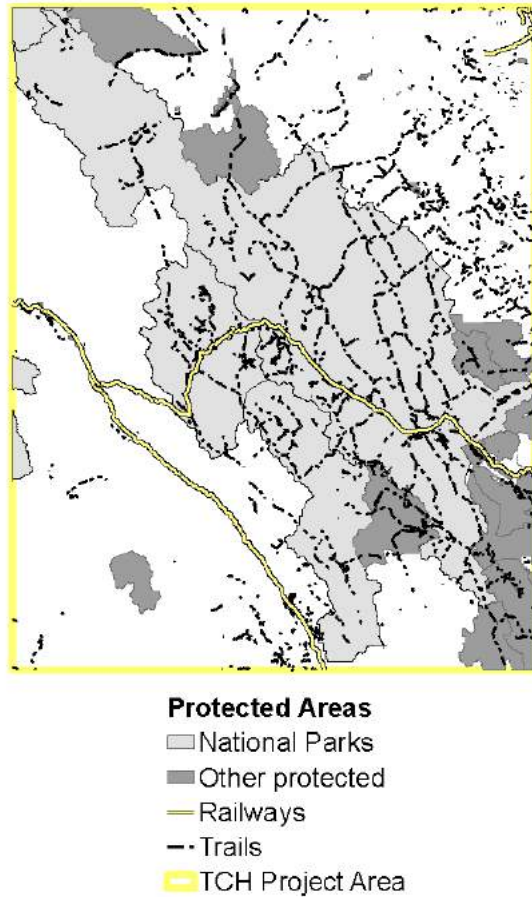 Protected Areas
National Parks
Other protected
Railways
Trails
TCH Project Area